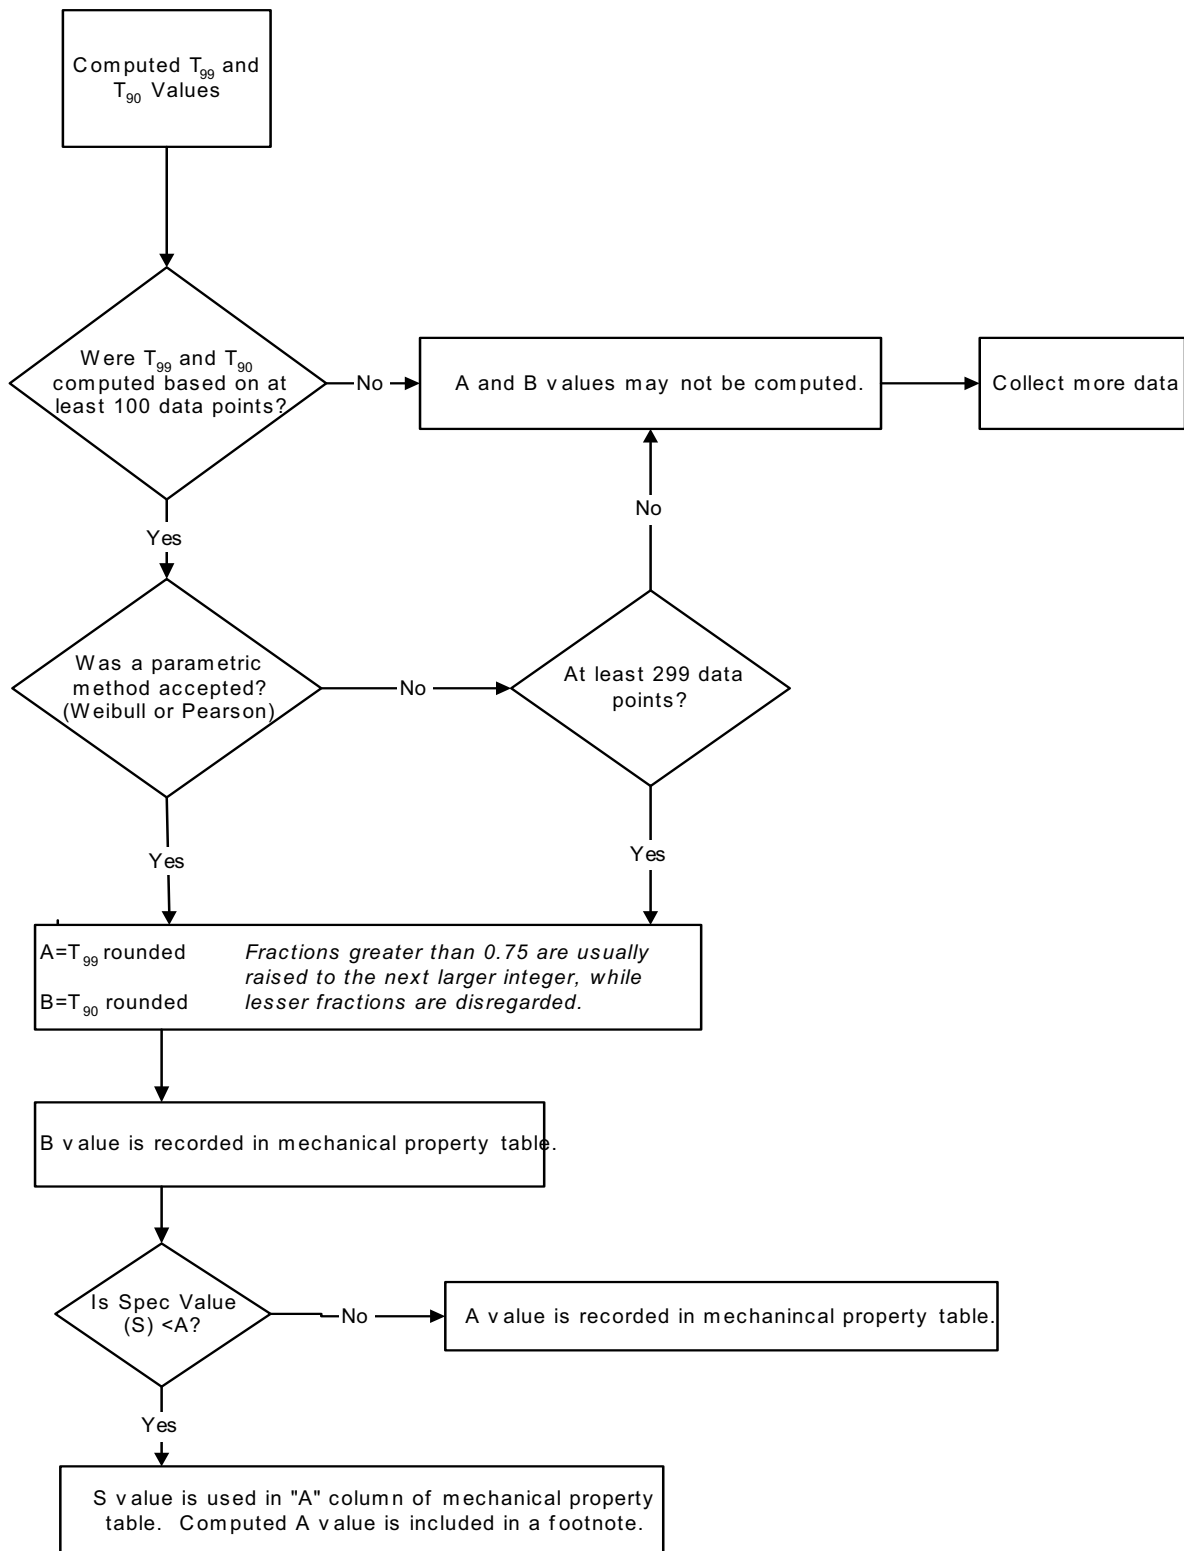 Computed T₉₉ and
T₉₀ Values
Were T₉₉ and T₉₀
computed based on at
least 100 data points?
No
A and B values may not be computed.
Collect more data
Yes
No
Was a parametric
method accepted?
(Weibull or Pearson)
No
At least 299 data
points?
Yes
Yes
A=T₉₉ rounded
B=T₉₀ rounded
Fractions greater than 0.75 are usually
raised to the next larger integer, while
lesser fractions are disregarded.
B value is recorded in mechanical property table.
Is Spec Value
(S) <A?
No
A value is recorded in mechanincal property table.
Yes
S value is used in "A" column of mechanical property
table. Computed A value is included in a footnote.